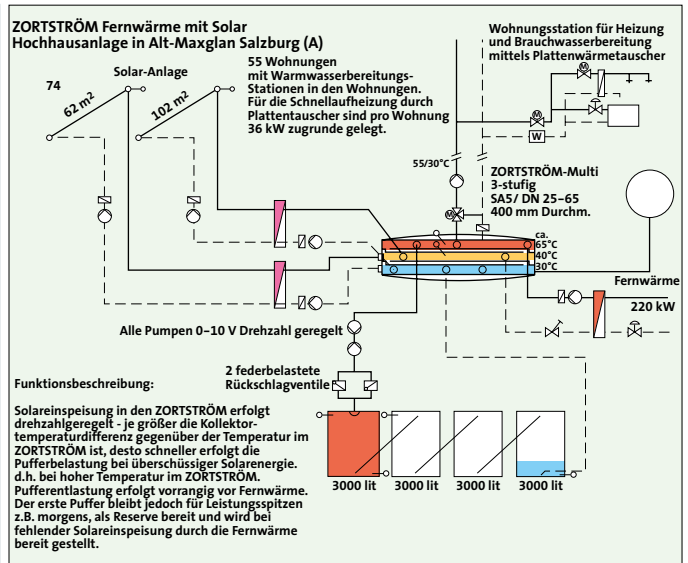 ZORTSTRÖM Fernwärme mit Solar
Hochhausanlage in Alt-Maxglan Salzburg (A)
Solar-Anlage
74
62 m²
102 m²
55 Wohnungen
mit Warmwasserbereitungs-
Stationen in den Wohnungen.
Für die Schnellaufheizung durch
Plattentauscher sind pro Wohnung
36 kW zugrunde gelegt.
Wohnungsstation für Heizung
und Brauchwasserbereitung
mittels Plattenwärmetauscher
M
M
W
55/30°C
M
ZORTSTRÖM-Multi
3-stufig
SA5/ DN 25–65
400 mm Durchm.
ca.
65°C
40°C
30°C
Fernwärme
220 kW
Alle Pumpen 0–10 V Drehzahl geregelt
2 federbelastete
Rückschlagventile
Funktionsbeschreibung:
Solareinspeisung in den ZORTSTRÖM erfolgt
drehzahlgeregelt - je größer die Kollektor-
temperaturdifferenz gegenüber der Temperatur im
ZORTSTRÖM ist, desto schneller erfolgt die
Pufferbelastung bei überschüssiger Solarenergie.
d.h. bei hoher Temperatur im ZORTSTRÖM.
Pufferentlastung erfolgt vorrangig vor Fernwärme.
Der erste Puffer bleibt jedoch für Leistungsspitzen
z.B. morgens, als Reserve bereit und wird bei
fehlender Solareinspeisung durch die Fernwärme
bereit gestellt.
3000 lit 3000 lit 3000 lit 3000 lit